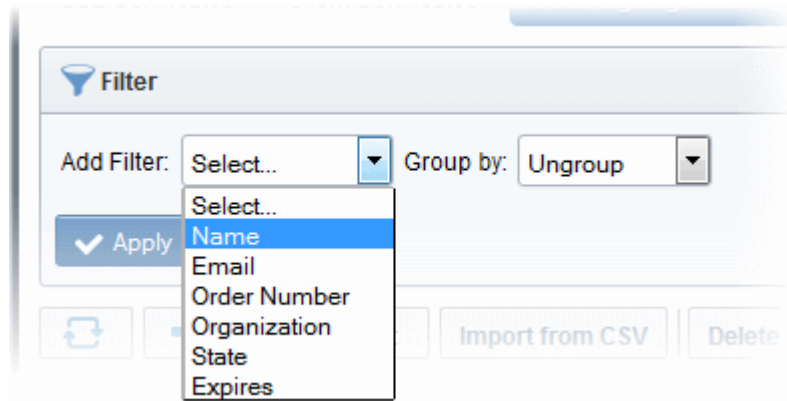 Filter
Add Filter: Select... Group by: Ungroup
Select...
Name
Apply
Email
Order Number
Organization
Import from CSV Delete
State
Expires